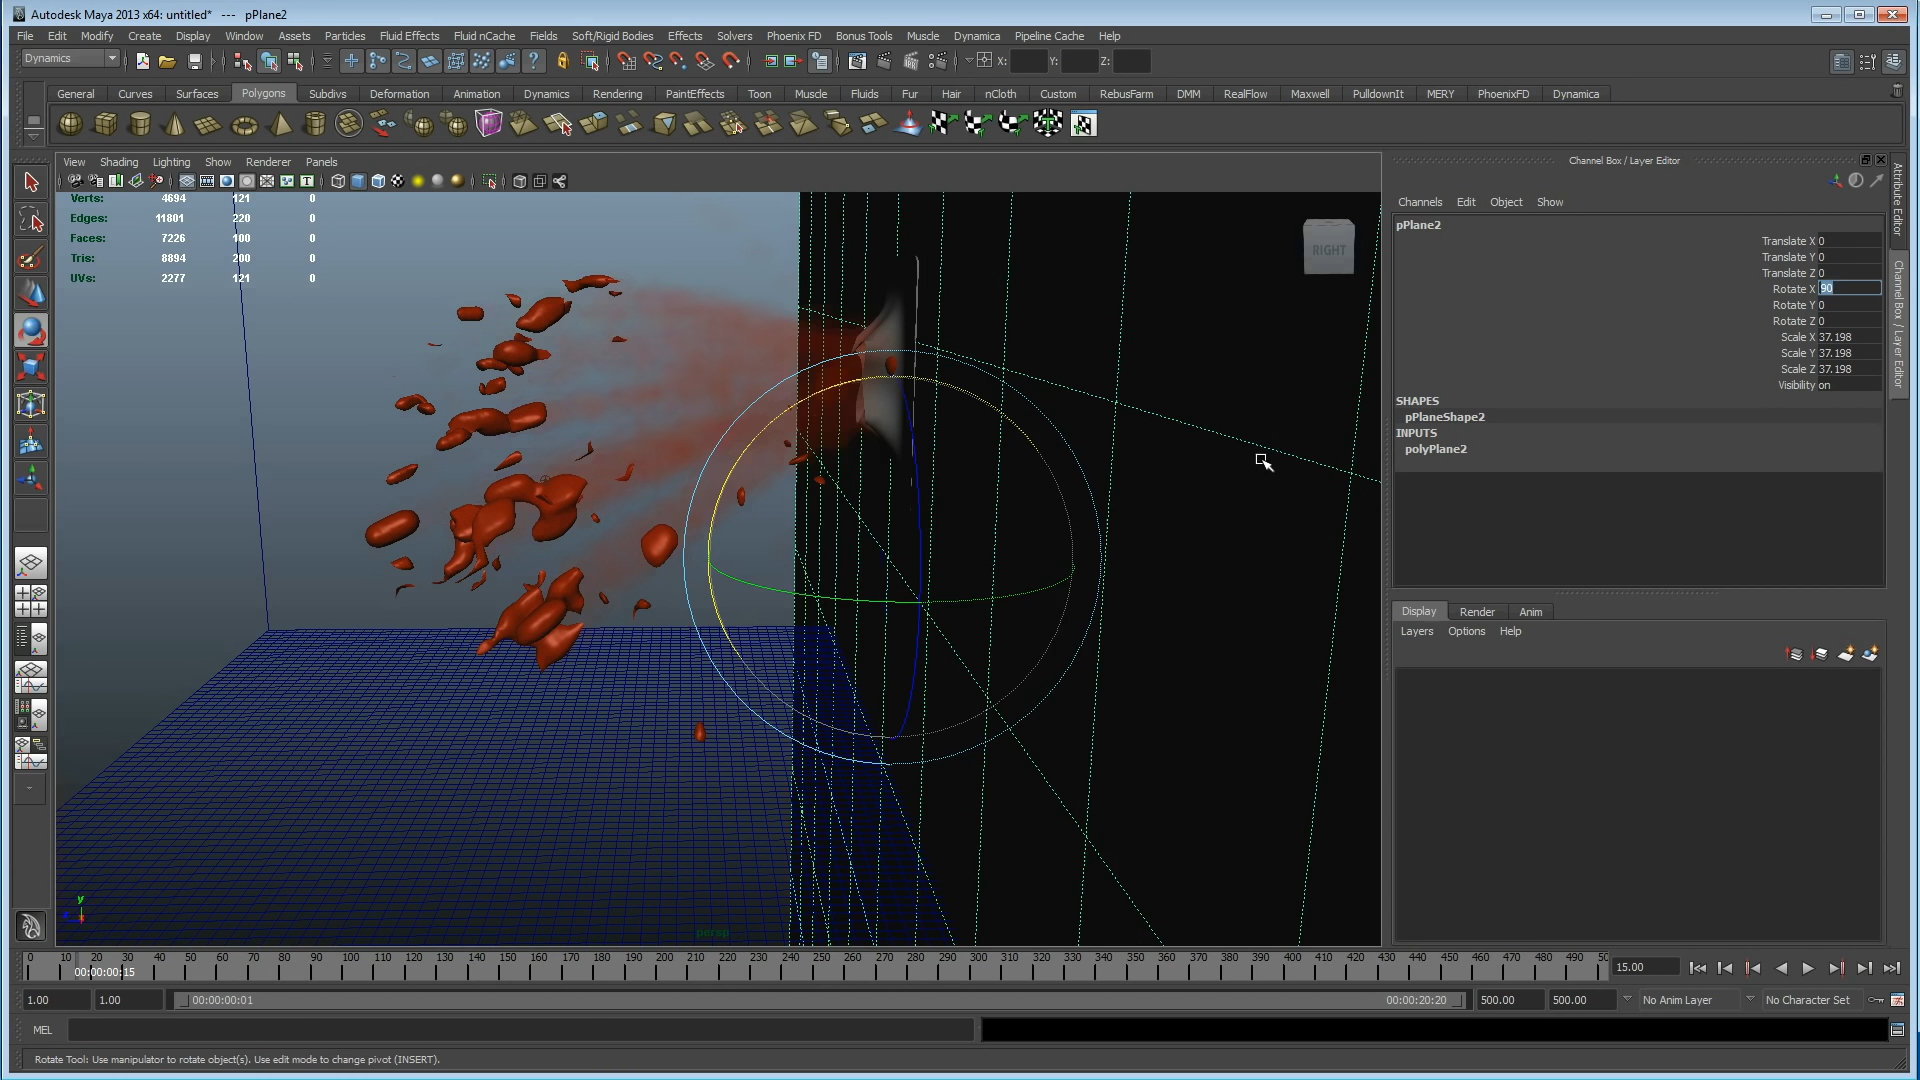 Autodesk Maya 2013 x64: untitled* --- pPlane2
File Edit Modify Create Display Window Assets Particles Fluid Effects Fluid nCache Fields Soft/Rigid Bodies Effects Solvers Phoenix FD Bonus Tools Muscle Dynamica Pipeline Cache Help
Dynamics X: Y: Z:
General Curves Surfaces Polygons Subdivs Deformation Animation Dynamics Rendering PaintEffects Toon Muscle Fluids Fur Hair nCloth Custom RebusFarm DMM RealFlow Maxwell PulldownIt MERY PhoenixFD Dynamica
View Shading Lighting Show Renderer Panels
Verts: 4694 121 0
Edges: 11801 220 0
Faces: 7226 100 0
Tris: 8894 200 0
UVs: 2277 121 0
RIGHT
y
persp
Channel Box / Layer Editor
Channels Edit Object Show
pPlane2
Translate X 0
Translate Y 0
Translate Z 0
Rotate X 90
Rotate Y 0
Rotate Z 0
Scale X 37.198
Scale Y 37.198
Scale Z 37.198
Visibility on
SHAPES
pPlaneShape2
INPUTS
polyPlane2
Attribute Editor
Channel Box / Layer Editor
Display Render Anim
Layers Options Help
0 10 20 30 40 50 60 70 80 90 100 110 120 130 140 150 160 170 180 190 200 210 220 230 240 250 260 270 280 290 300 310 320 330 340 350 360 370 380 390 400 410 420 430 440 450 460 470 480 490 50
00:00:00:15
15.00
1.00 1.00 00:00:00:01 00:00:20:20 500.00 500.00 No Anim Layer No Character Set
MEL
Rotate Tool: Use manipulator to rotate object(s). Use edit mode to change pivot (INSERT).